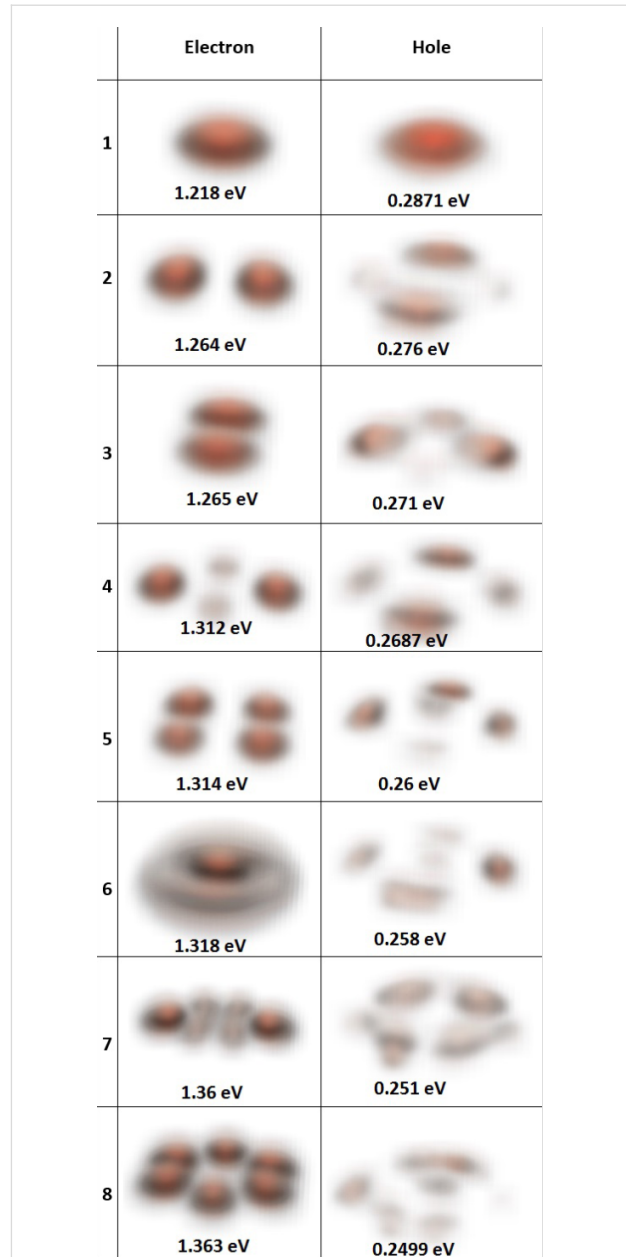 Electron Hole
1
1.218 eV 0.2871 eV
2
1.264 eV 0.276 eV
3
1.265 eV 0.271 eV
4
1.312 eV 0.2687 eV
5
1.314 eV 0.26 eV
6
1.318 eV 0.258 eV
7
1.36 eV 0.251 eV
8
1.363 eV 0.2499 eV